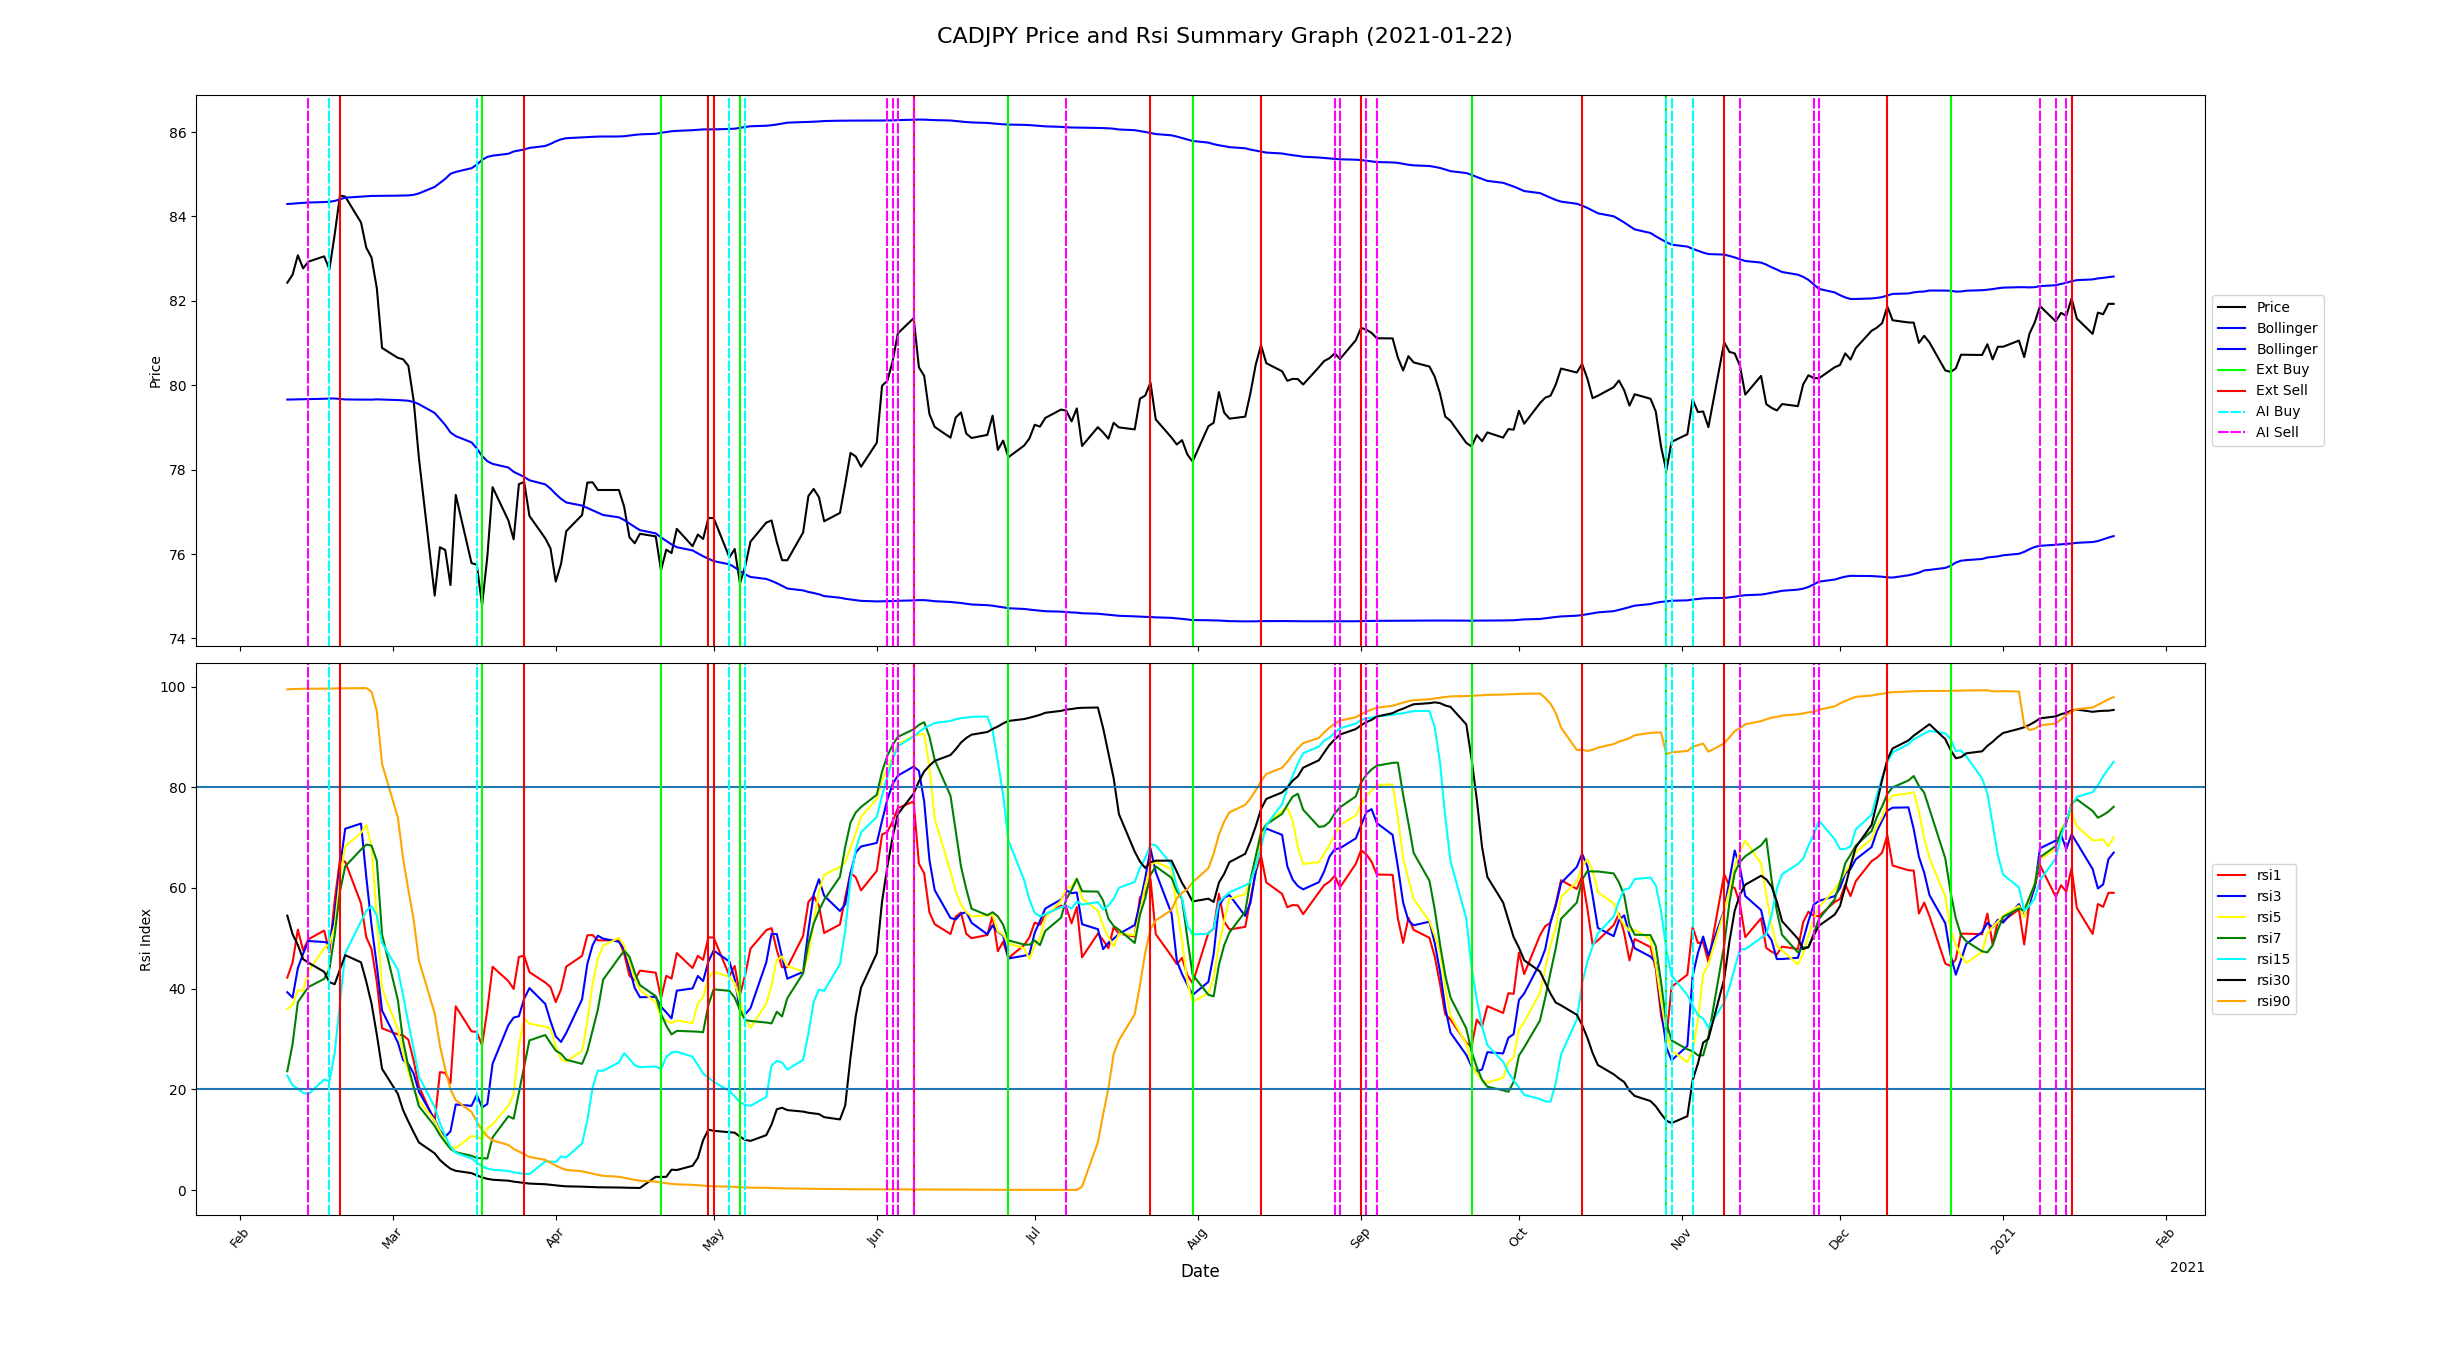 CADJPY Price and Rsi Summary Graph (2021-01-22)
Price
86
84
82
80
78
76
74
Price
Bollinger
Bollinger
Ext Buy
Ext Sell
AI Buy
AI Sell
Rsi index
100
80
60
40
20
0
rsi1
rsi3
rsi5
rsi7
rsi15
rsi30
rsi90
Feb
Mar
Apr
May
Jun
Jul
Aug
Sep
Oct
Nov
Dec
2021
Feb
Date
2021